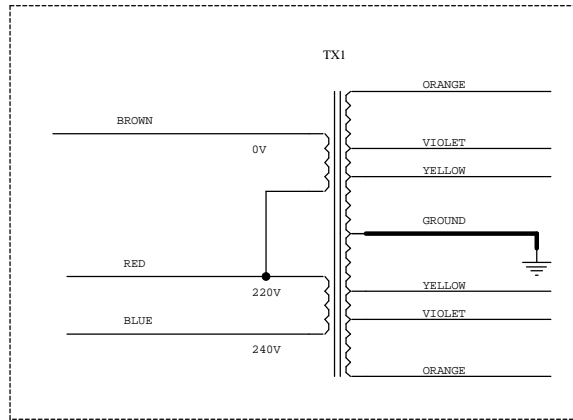 TX1
ORANGE
BROWN
0V
VIOLET
YELLOW
GROUND
RED
220V
YELLOW
BLUE
VIOLET
240V
ORANGE